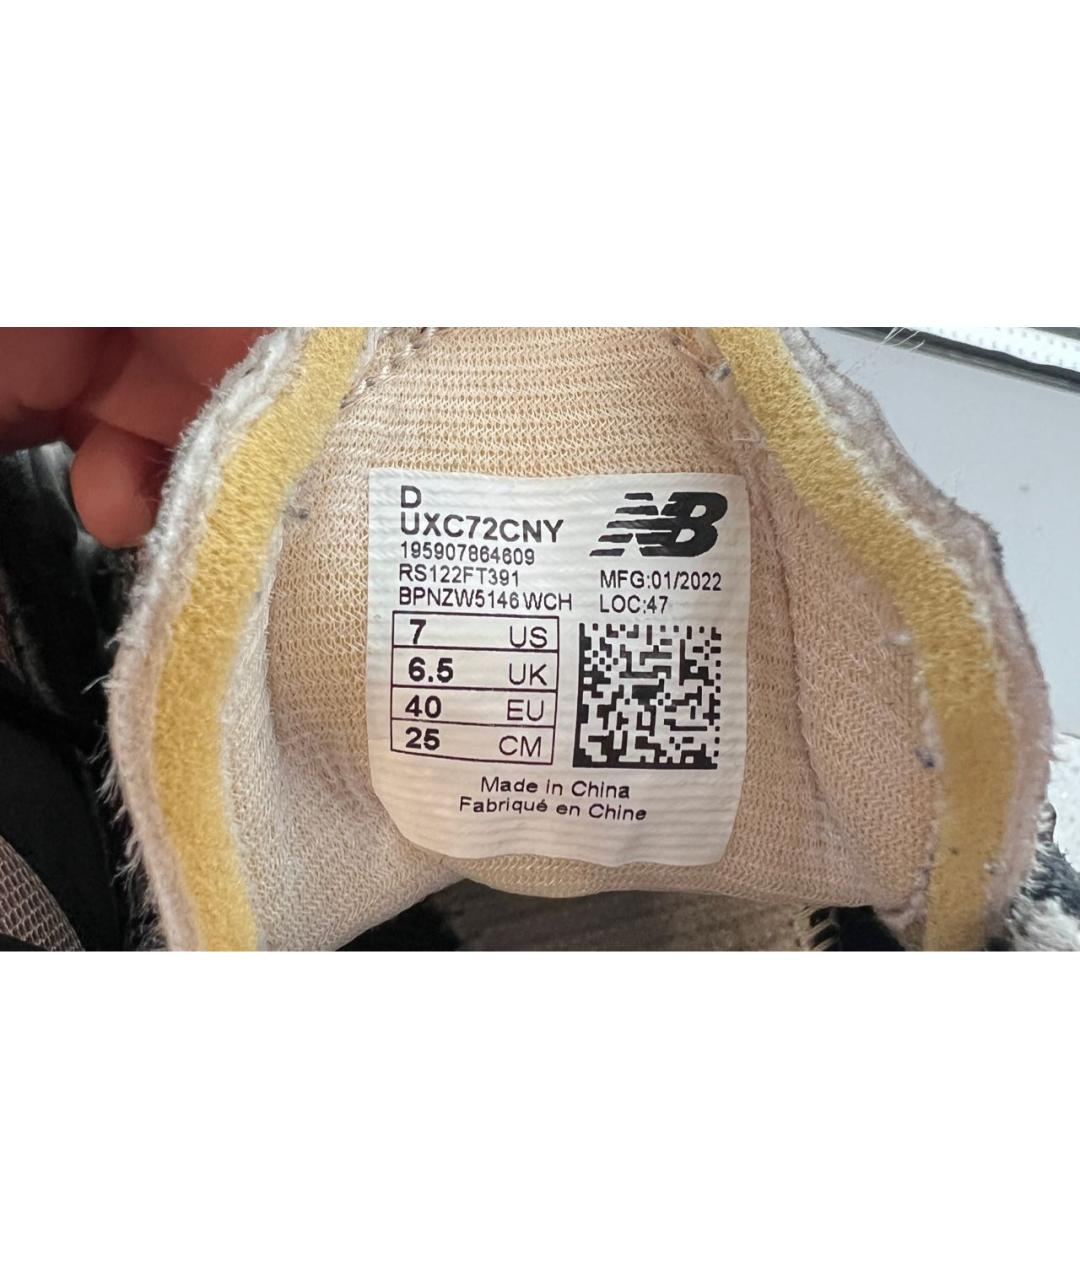 D
UXC72CNY
195907864609
RS122FT391
BPNZW5146 WCH
NB
MFG:01/2022
LOC:47
7 US
6.5 UK
40 EU
25 CM
Made in China
Fabriqué en Chine